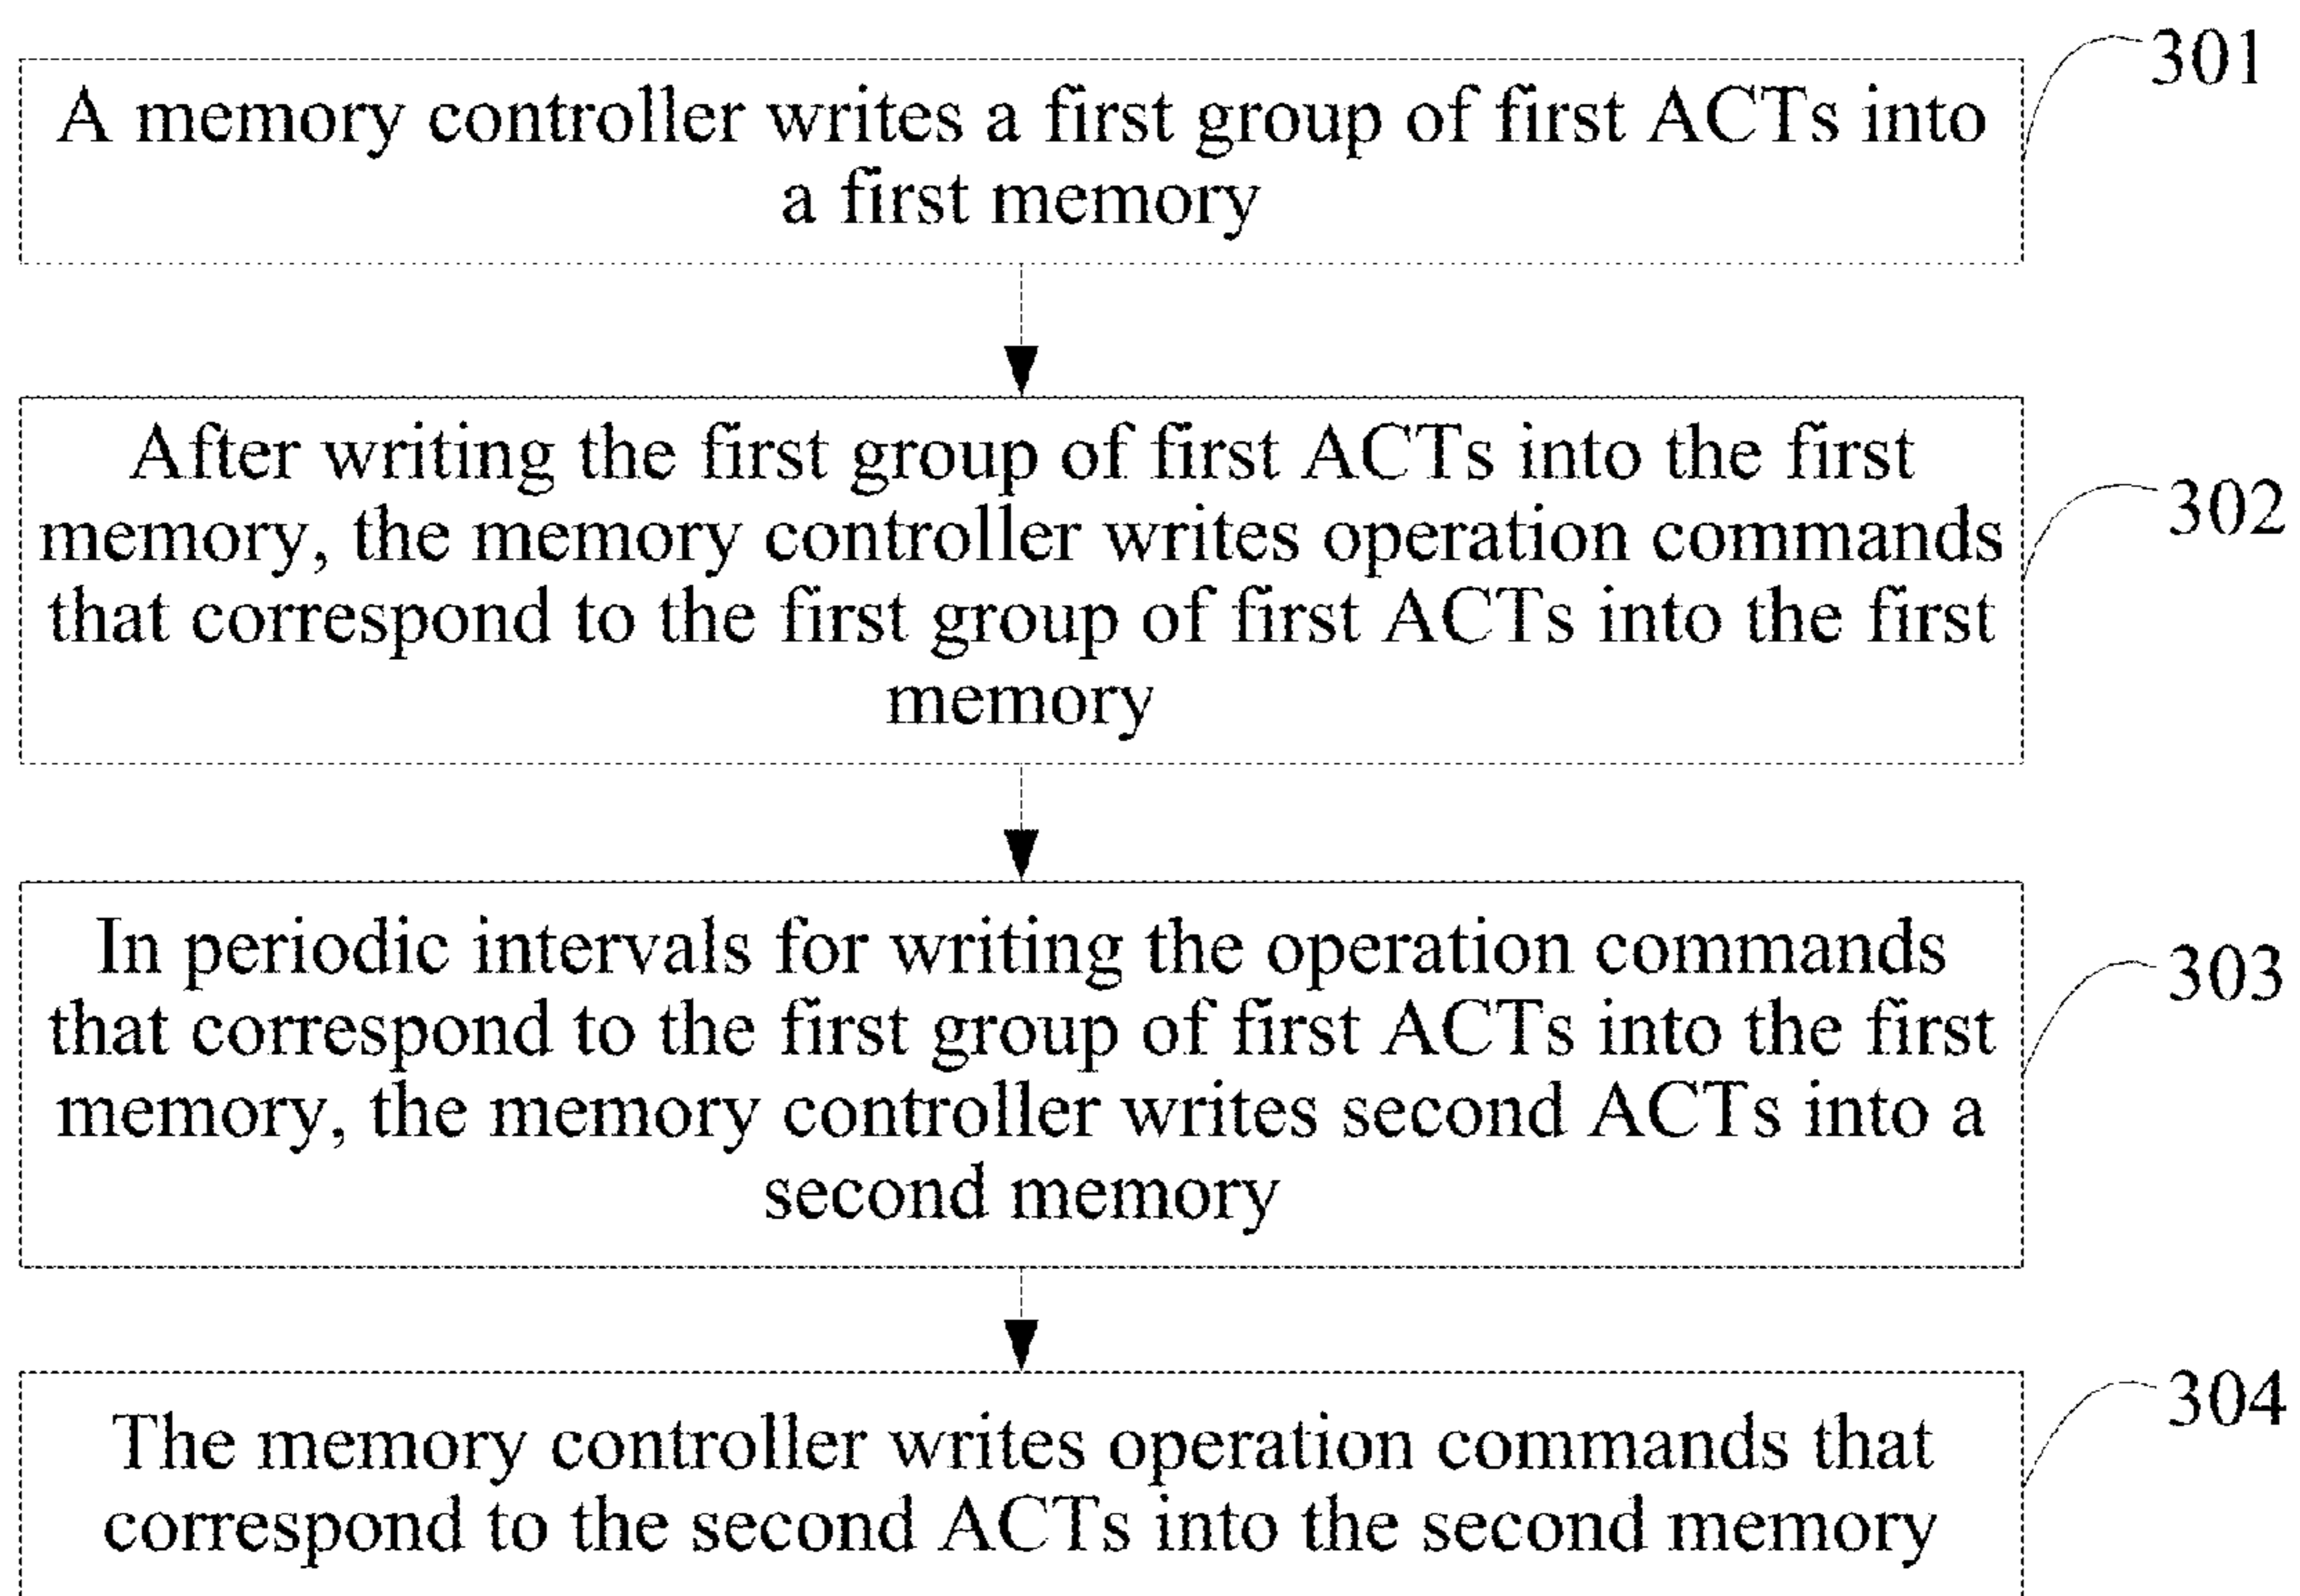 301
A memory controller writes a first group of first ACTs into
a first memory
After writing the first group of first ACTs into the first
302
memory, the memory controller writes operation commands
that correspond to the first group of first ACTs into the first
memory
In periodic intervals for writing the operation commands
303
that correspond to the first group of first ACTs into the first
memory, the memory controller writes second ACTs into a
second memory
304
The memory controller writes operation commands that
correspond to the second ACTs into the second memory